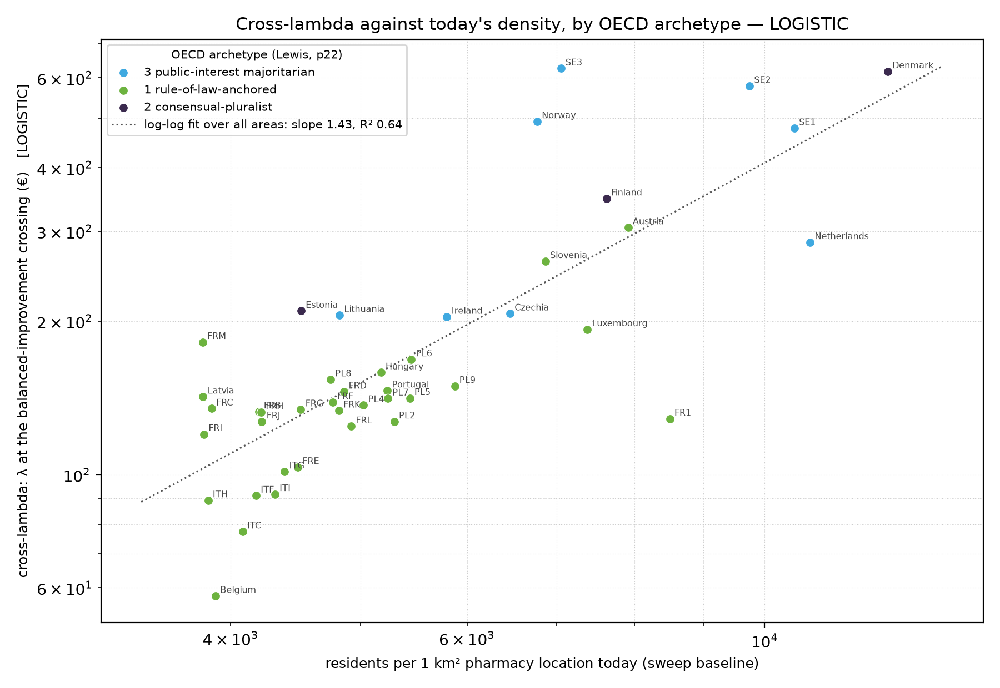 Cross-lambda against today's density, by OECD archetype — LOGISTIC
OECD archetype (Lewis, p22)
3 public-interest majoritarian
1 rule-of-law-anchored
2 consensual-pluralist
log-log fit over all areas: slope 1.43, R² 0.64
cross-lambda: λ at the balanced-improvement crossing (€) [LOGISTIC]
6 × 10²
4 × 10²
3 × 10²
2 × 10²
10²
6 × 10¹
SE3
Denmark
SE2
Norway
SE1
Finland
Austria
Netherlands
Slovenia
Estonia
Lithuania
Ireland
Czechia
Luxembourg
FRM
PL6
Hungary
PL8
PL9
FRD
Portugal
Latvia
PL7
PL5
FRF
FRC
FRG
FRK
PL4
FRH
FRJ
FRL
PL2
FR1
FRI
ITG
FRE
ITH
ITF
ITI
ITC
Belgium
4 × 10³
6 × 10³
10⁴
residents per 1 km² pharmacy location today (sweep baseline)